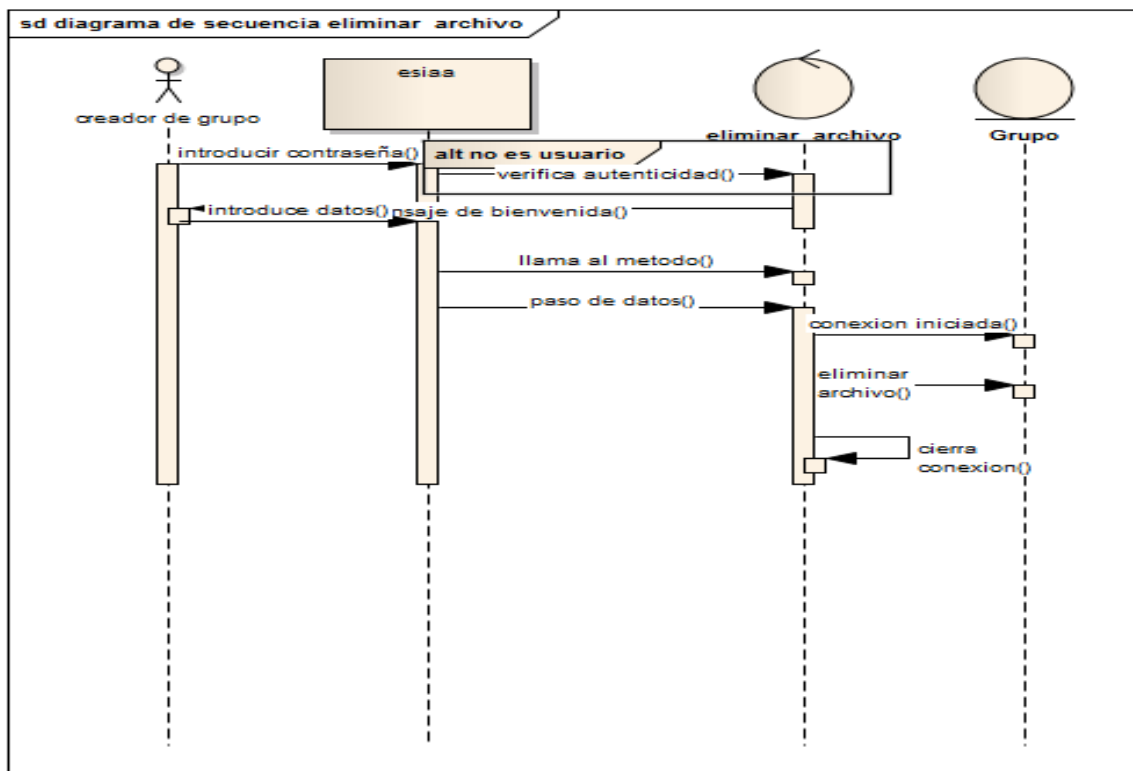 sd diagrama de secuencia eliminar archivo
esiaa
creador de grupo
eliminar archivo
Grupo
introducir contraseña()
alt no es usuario
verifica autenticidad()
introduce datos()
de bienvenida()
llama al metodo()
paso de datos()
conexion iniciada()
eliminar
archivo()
cierra
conexion()